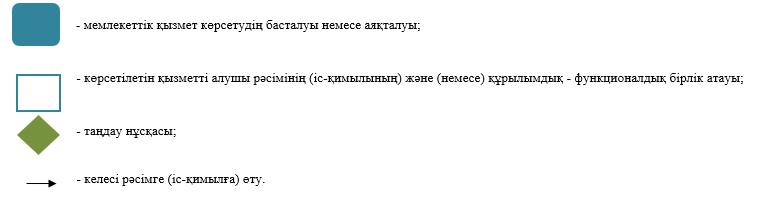 - мемлекеттік қызмет көрсетудің басталуы немесе аяқталуы;
- көрсетілетін қызметті алушы рәсімінің (іс-қимылының) және (немесе) құрылымдық - функционалдық бірлік атауы;
- таңдау нұсқасы;
- келесі рәсімге (іс-қимылға) өту.